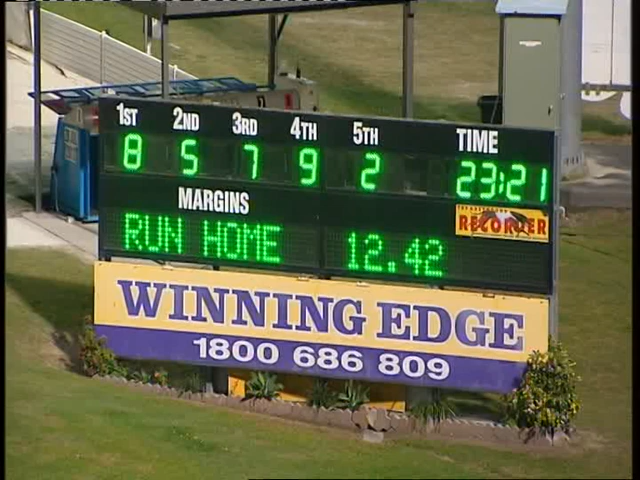 1ST 2ND 3RD 4TH 5TH TIME
8 5 7 9 2 23:21
MARGINS
RECORDER
RUN HOME 12.42
WINNING EDGE
1800 686 809